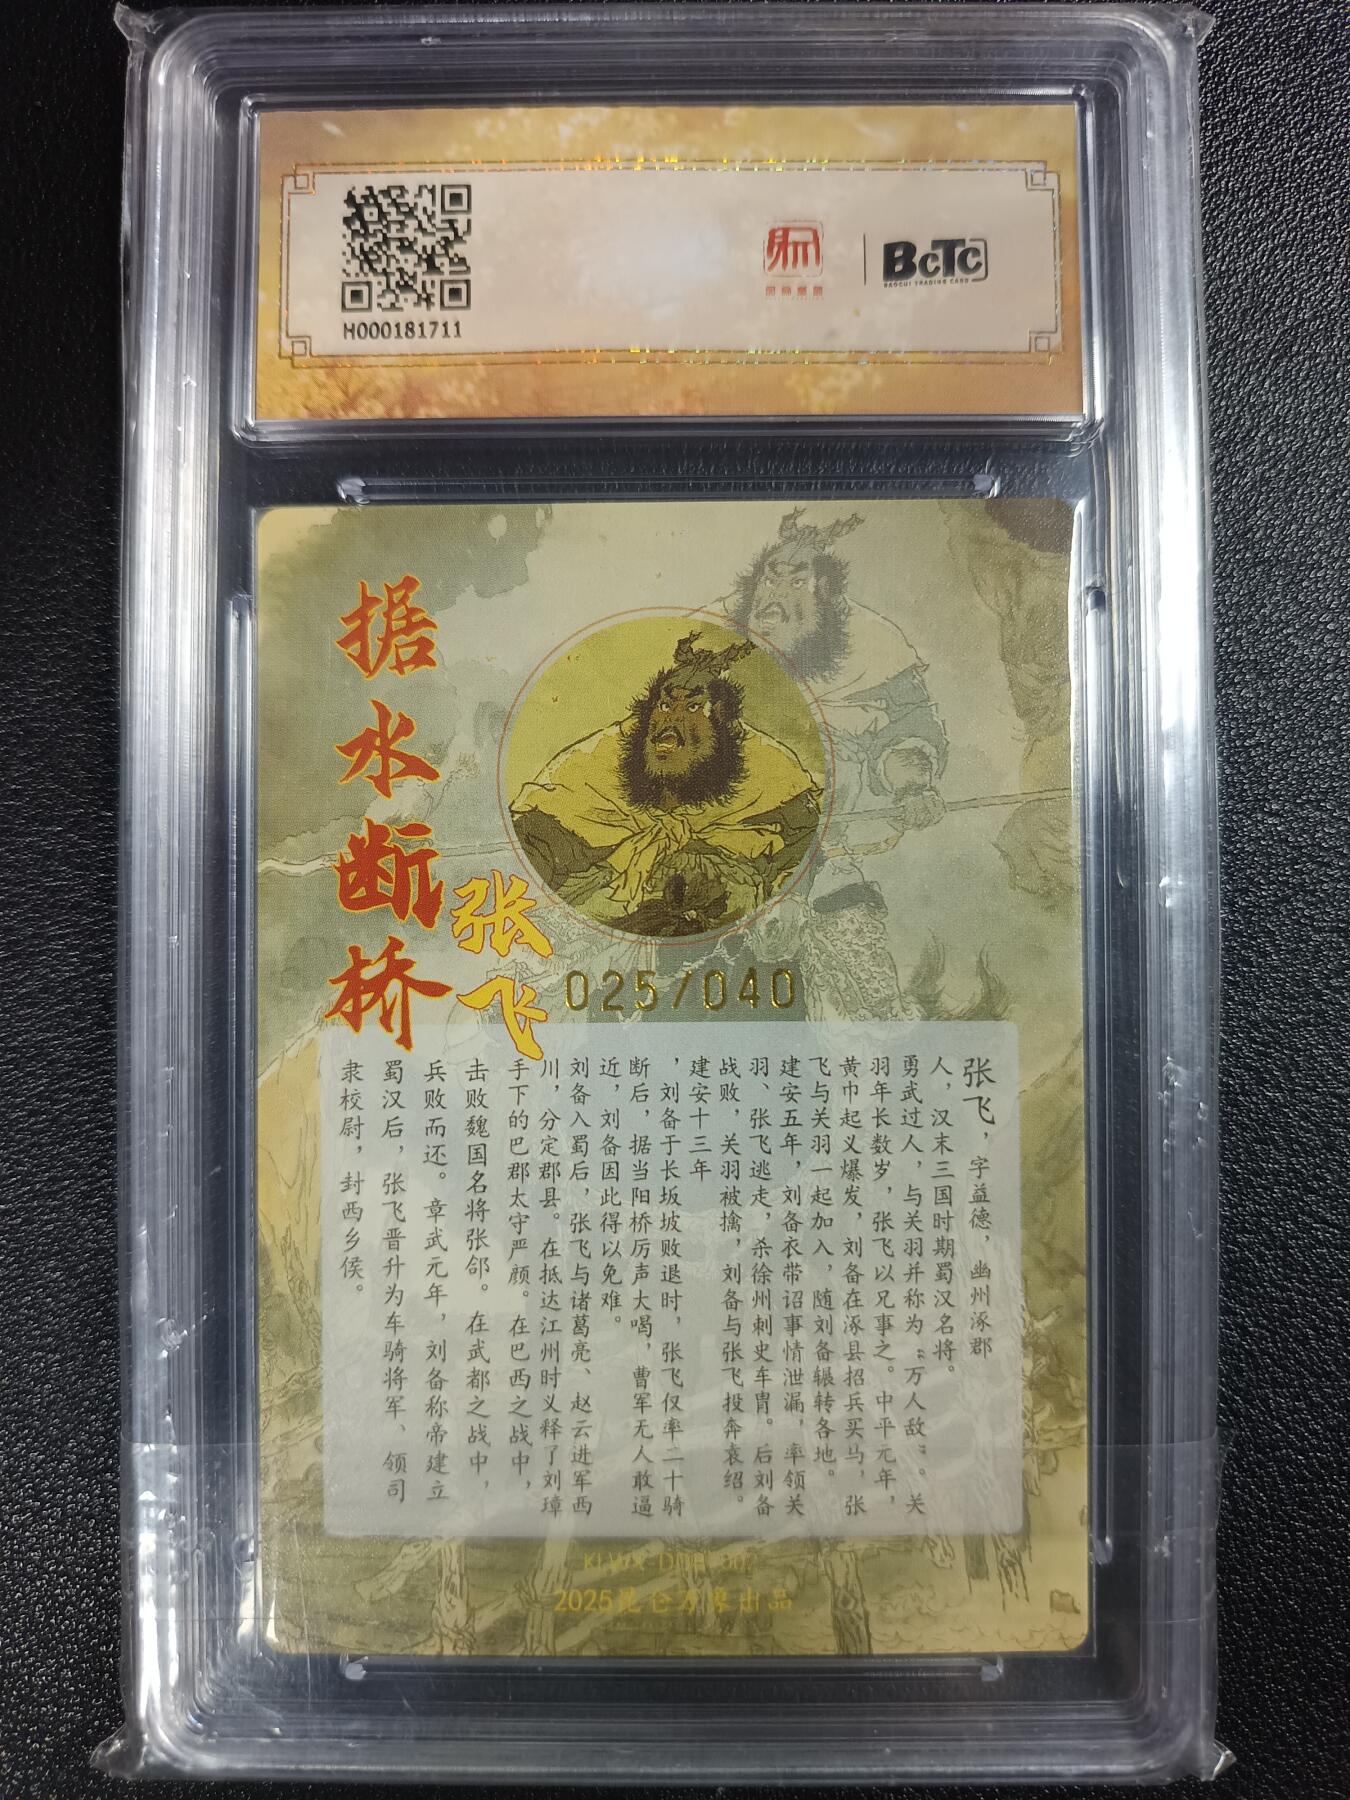 H000181711
BCTC
BAOCUI TRADING CARD
据水断桥
张飞
025/040
张飞，字益德，幽州涿郡
人，汉末三国时期蜀汉名将。
勇武过人，与关羽并称为“万人敌”。关
羽年长数岁，张飞以兄事之。中平元年，
黄巾起义爆发，刘备在涿县招兵买马，张
飞与关羽一起加入，随刘备辗转各地。
建安五年，刘备衣带诏事情泄漏，率领关
羽、张飞逃走，杀徐州刺史车胄。后刘备
战败，关羽被擒，刘备与张飞投奔袁绍。
建安十三年
，刘备于长坂坡败退时，张飞仅率二十骑
断后，据当阳桥厉声大喝，曹军无人敢逼
近，刘备因此得以免难。
刘备入蜀后，张飞与诸葛亮、赵云进军西
川，分定郡县。在抵达江州时义释了刘璋
手下的巴郡太守严颜。在巴西之战中，
击败魏国名将张郃。在武都之战中，
兵败而还。章武元年，刘备称帝建立
蜀汉后，张飞晋升为车骑将军、领司
隶校尉，封西乡侯。
2025昆仑万象出品